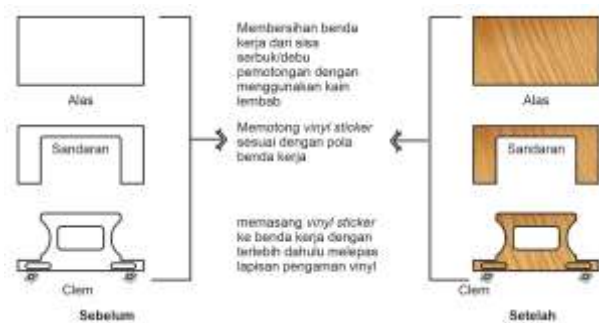 Alas
Sandaran
Clem
Sebelum
Membersihan benda
kerja dari sisa
serbuk/debu
pemotongan dengan
menggunakan kain
lembab
Memotong vinyl sticker
sesuai dengan pola
benda kerja
memasang vinyl sticker
ke benda kerja dengan
terlebih dahulu melepas
lapisan pengaman vinyl
Alas
Sandaran
Clem
Setelah